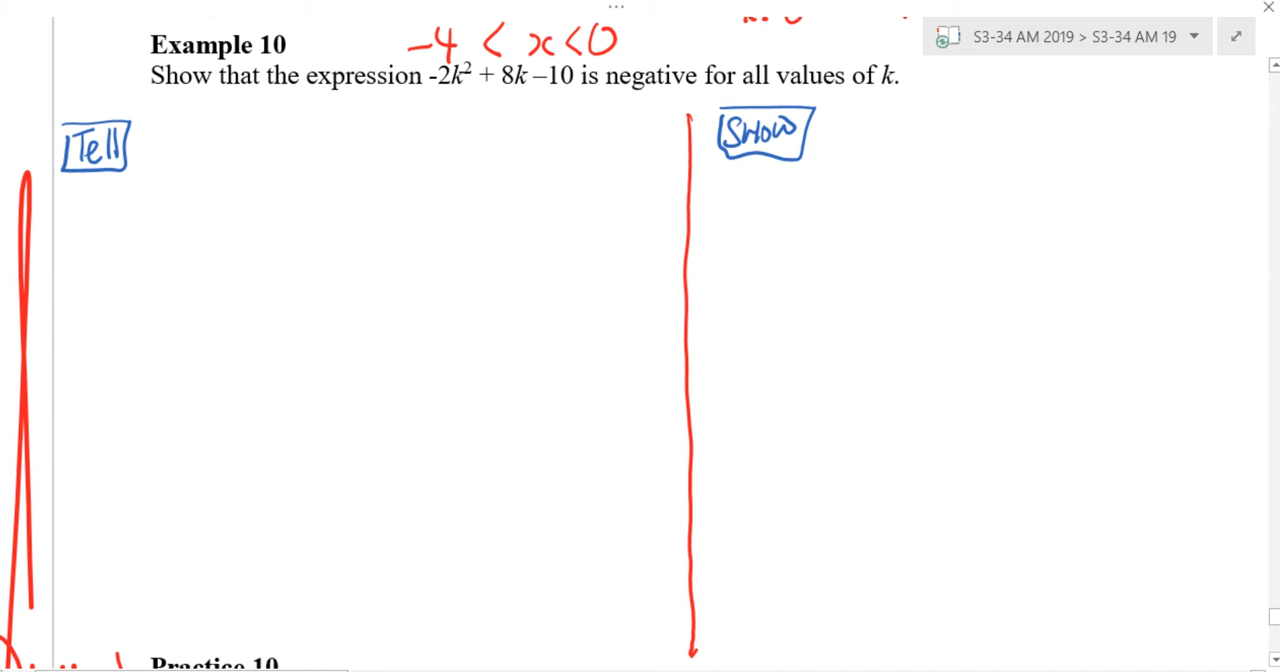 S3-34 AM 2019 > S3-34 AM 19
Example 10
-4 < x < 0
Show that the expression -2k² + 8k –10 is negative for all values of k.
Tell
Show
Practice 10